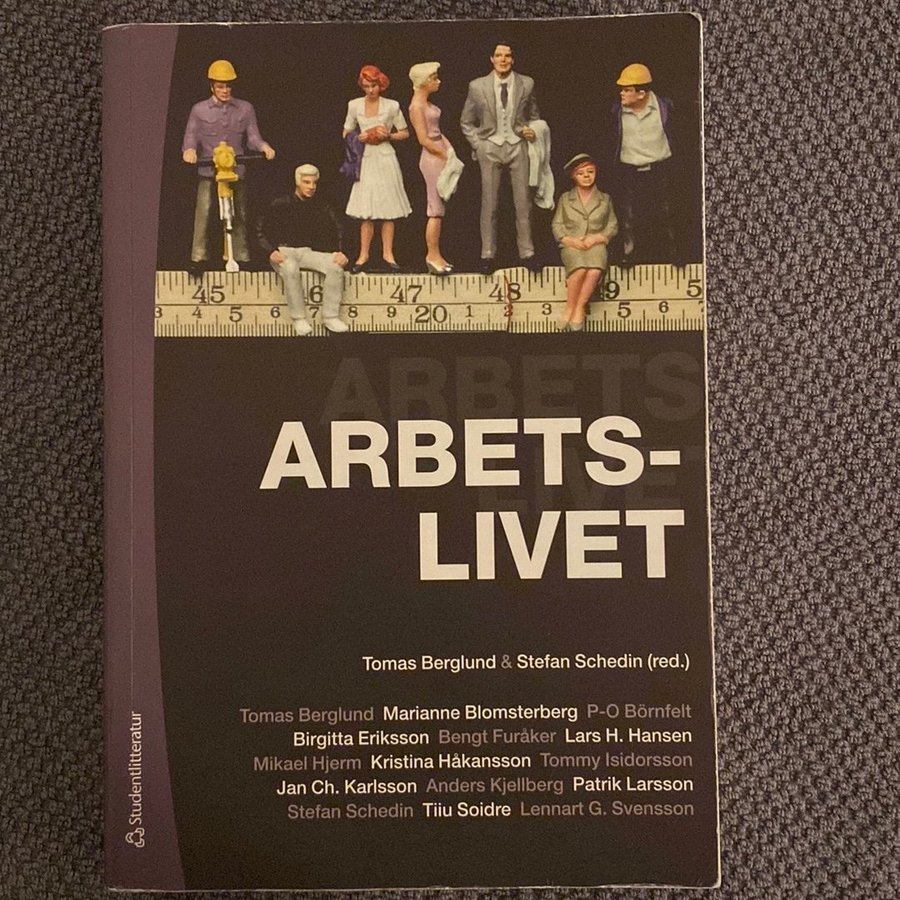 45 6 47 48 9 5
3 4 5 6 7 8 9 20 1 2 3 4 5 6
ARBETS
ARBETS-
LIVE
LIVET
Tomas Berglund & Stefan Schedin (red.)
Tomas Berglund Marianne Blomsterberg P-O Börnfelt
Birgitta Eriksson Bengt Furåker Lars H. Hansen
Mikael Hjerm Kristina Håkansson Tommy Isidorsson
Jan Ch. Karlsson Anders Kjellberg Patrik Larsson
Stefan Schedin Tiiu Soidre Lennart G. Svensson
Studentlitteratur